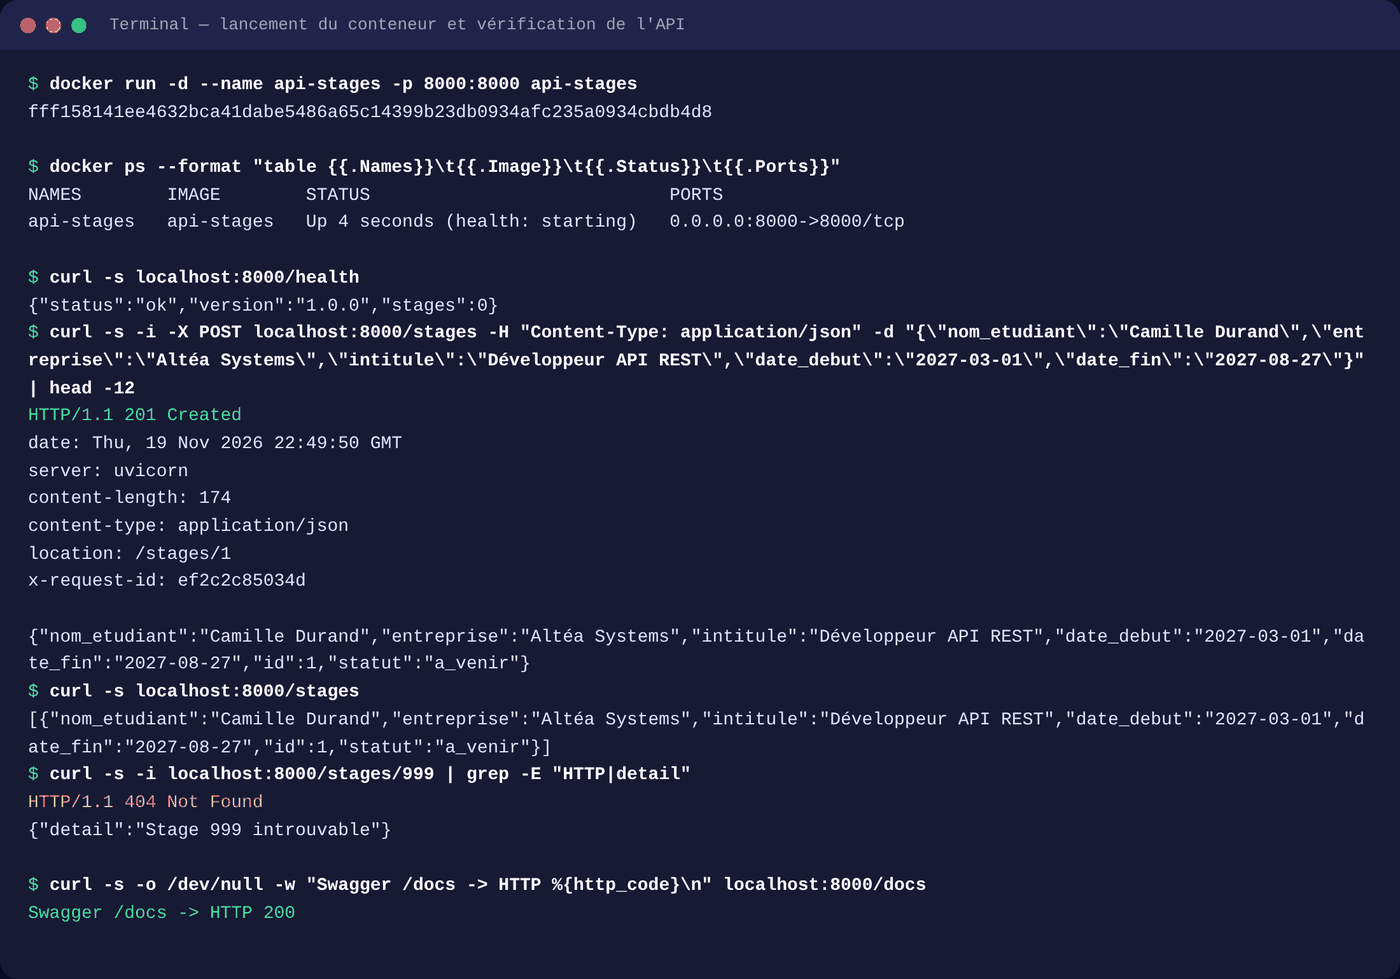 Terminal — lancement du conteneur et vérification de l'API
$ docker run -d --name api-stages -p 8000:8000 api-stages
fff158141ee4632bca41dabe5486a65c14399b23db0934afc235a0934cbdb4d8
$ docker ps --format "table {{.Names}}\t{{.Image}}\t{{.Status}}\t{{.Ports}}"
NAMES        IMAGE        STATUS                            PORTS
api-stages   api-stages   Up 4 seconds (health: starting)   0.0.0.0:8000->8000/tcp
$ curl -s localhost:8000/health
{"status":"ok","version":"1.0.0","stages":0}
$ curl -s -i -X POST localhost:8000/stages -H "Content-Type: application/json" -d "{\"nom_etudiant\":\"Camille Durand\",\"ent
reprise\":\"Altéa Systems\",\"intitule\":\"Développeur API REST\",\"date_debut\":\"2027-03-01\",\"date_fin\":\"2027-08-27\"}"
| head -12
HTTP/1.1 201 Created
date: Thu, 19 Nov 2026 22:49:50 GMT
server: uvicorn
content-length: 174
content-type: application/json
location: /stages/1
x-request-id: ef2c2c85034d
{"nom_etudiant":"Camille Durand","entreprise":"Altéa Systems","intitule":"Développeur API REST","date_debut":"2027-03-01","da
te_fin":"2027-08-27","id":1,"statut":"a_venir"}
$ curl -s localhost:8000/stages
[{"nom_etudiant":"Camille Durand","entreprise":"Altéa Systems","intitule":"Développeur API REST","date_debut":"2027-03-01","d
ate_fin":"2027-08-27","id":1,"statut":"a_venir"}]
$ curl -s -i localhost:8000/stages/999 | grep -E "HTTP|detail"
HTTP/1.1 404 Not Found
{"detail":"Stage 999 introuvable"}
$ curl -s -o /dev/null -w "Swagger /docs -> HTTP %{http_code}\n" localhost:8000/docs
Swagger /docs -> HTTP 200